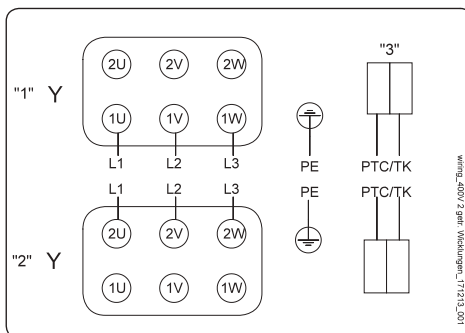 "3"
"1" Y 2U 2V 2W
1U 1V 1W
L1 L2 L3 PE PTC/TK
L1 L2 L3 PE PTC/TK
2U 2V 2W
"2" Y
1U 1V 1W
wiring_400V 2 getr. Wicklungen_171213_001